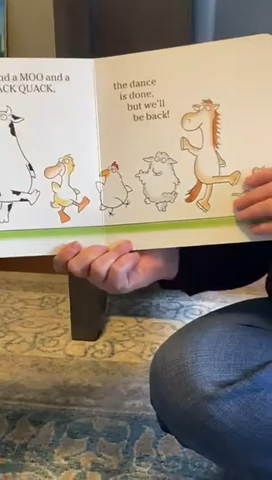 nd a MOO and a
ACK QUACK,
the dance
is done,
but we'll
be back!